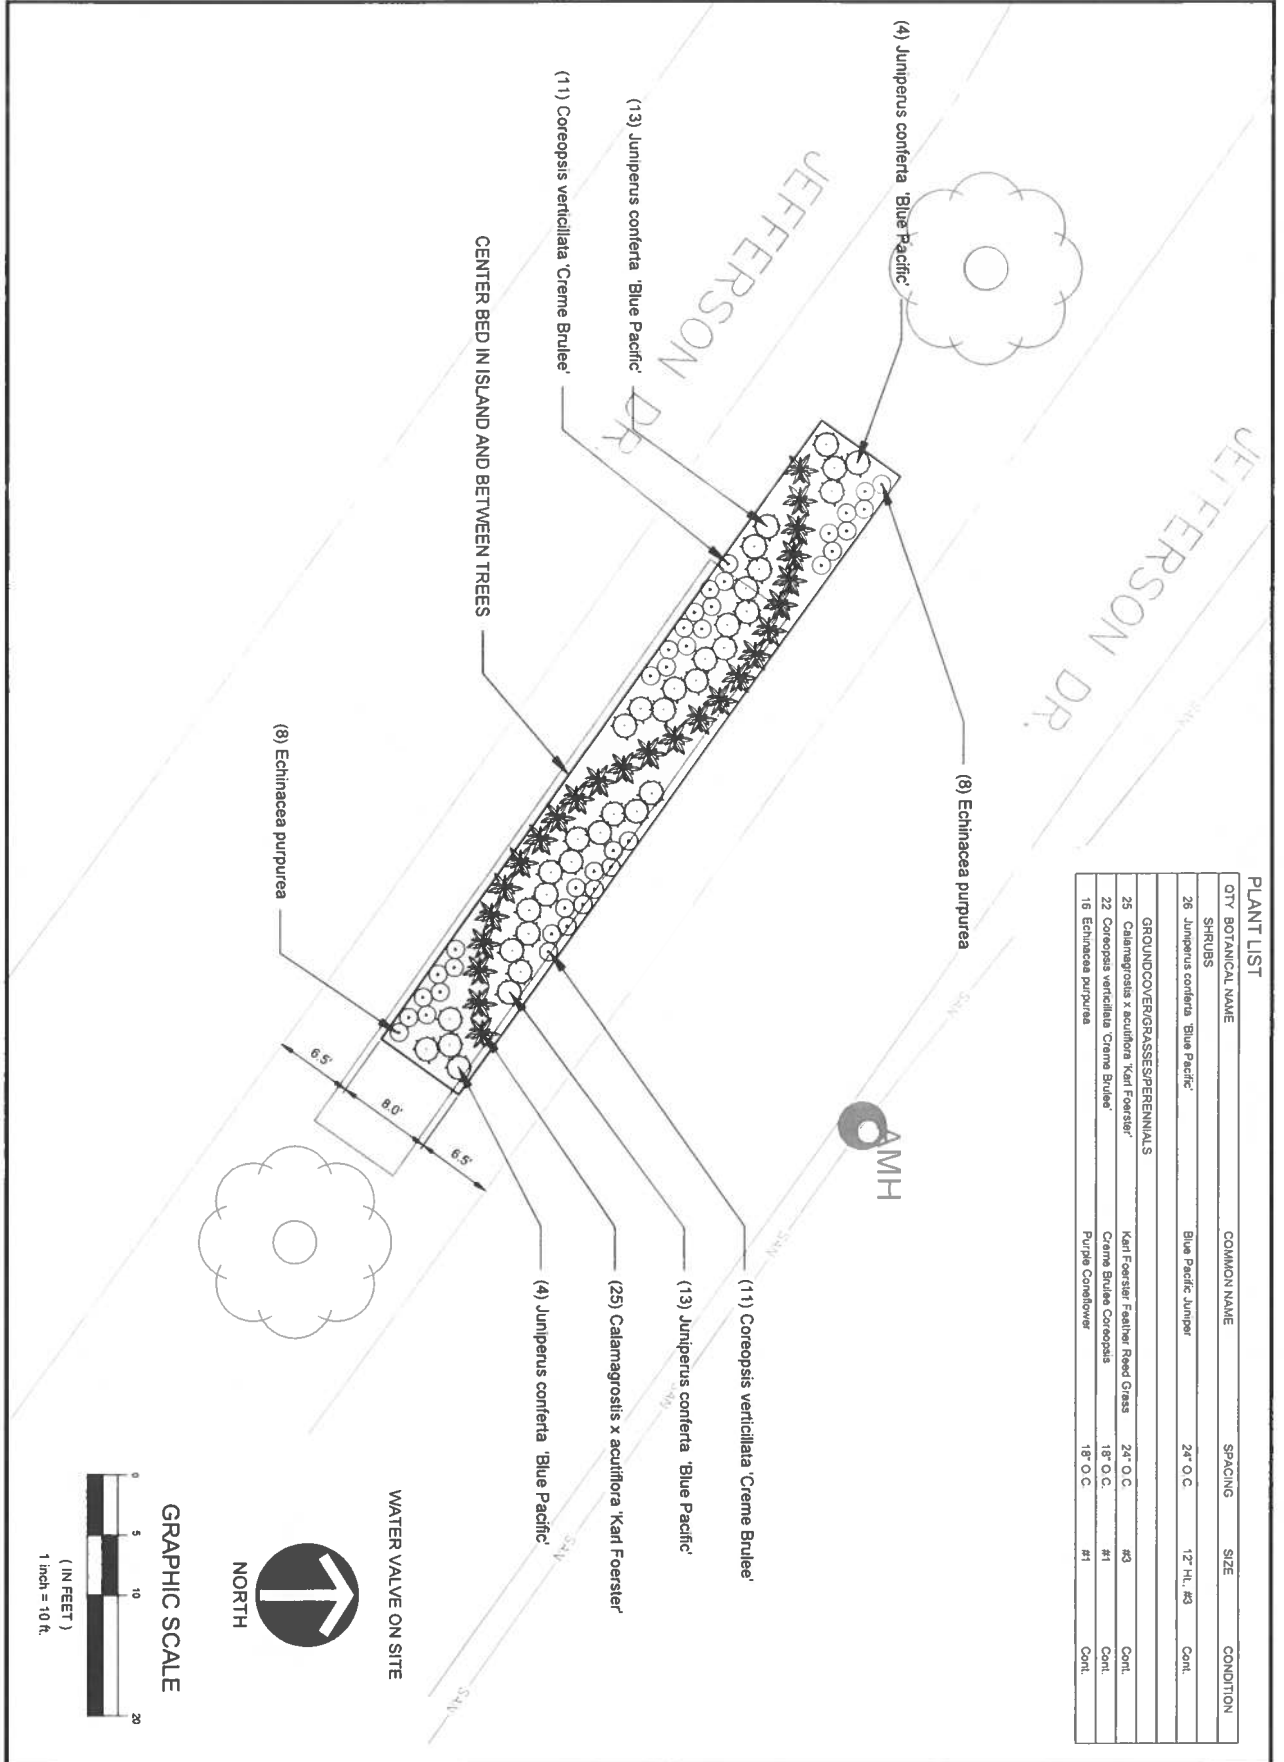 PLANT LIST
QTY BOTANICAL NAME COMMON NAME SPACING SIZE CONDITION
SHRUBS
26 Juniperus conferta 'Blue Pacific' Blue Pacific Juniper 24" O.C. 12" Ht., #3 Cont.
GROUNDCOVER/GRASSES/PERENNIALS
25 Calamagrostis x acutiflora 'Karl Foerster' Karl Foerster Feather Reed Grass 24" O.C. #3 Cont.
22 Coreopsis verticillata 'Creme Brulee' Creme Brulee Coreopsis 18" O.C. #1 Cont.
16 Echinacea purpurea Purple Coneflower 18" O.C. #1 Cont.
JEFFERSON DR.
JEFFERSON DR.
(4) Juniperus conferta 'Blue Pacific'
(13) Juniperus conferta 'Blue Pacific'
(11) Coreopsis verticillata 'Creme Brulee'
CENTER BED IN ISLAND AND BETWEEN TREES
(8) Echinacea purpurea
(8) Echinacea purpurea
AMH
SAN
SAN
SAN
SAN
SAN
SAN
6.5'
8.0'
6.5'
(11) Coreopsis verticillata 'Creme Brulee'
(13) Juniperus conferta 'Blue Pacific'
(25) Calamagrostis x acutiflora 'Karl Foerster'
(4) Juniperus conferta 'Blue Pacific'
WATER VALVE ON SITE
NORTH
GRAPHIC SCALE
0 5 10 20
( IN FEET )
1 inch = 10 ft.